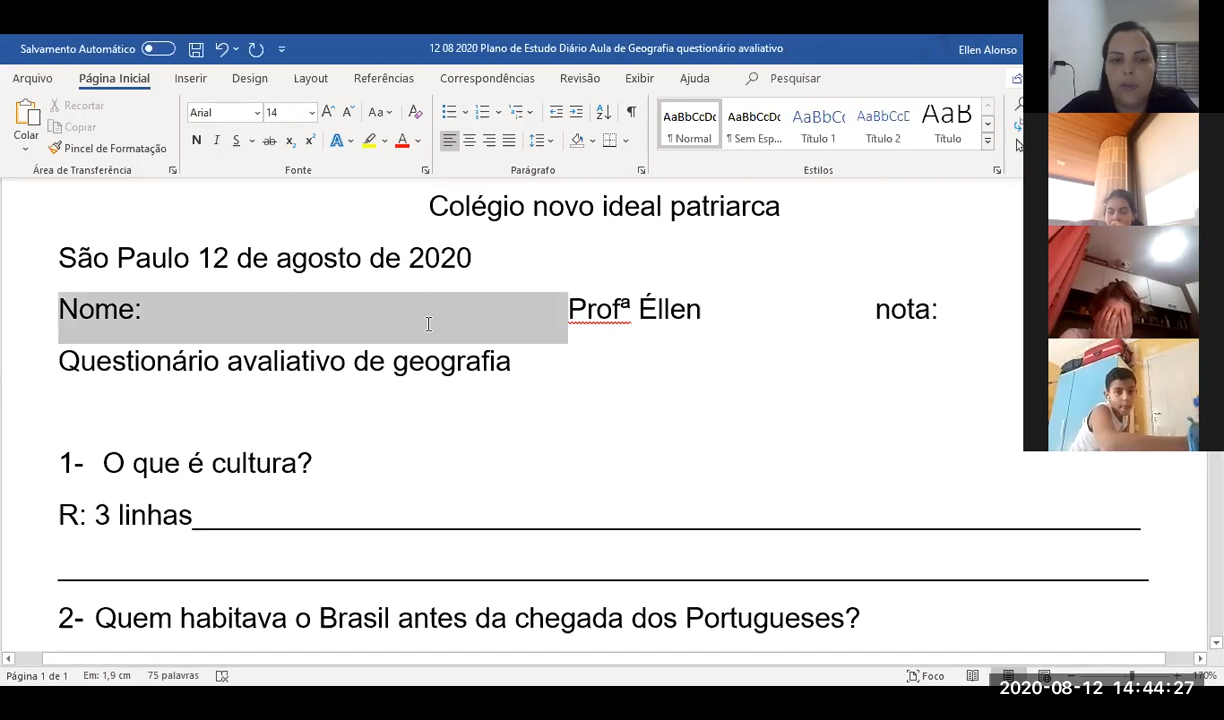 Salvamento Automático
12 08 2020 Plano de Estudo Diário Aula de Geografia questionário avaliativo
Ellen Alonso
Arquivo Página Inicial Inserir Design Layout Referências Correspondências Revisão Exibir Ajuda Pesquisar
Colar
Recortar
Copiar
Pincel de Formatação
Área de Transferência
Arial 14
Fonte
Parágrafo
AaBbCcDc AaBbCcDc AaBbCc AaBbCcD AaB
¶ Normal ¶ Sem Esp... Título 1 Título 2 Título
Estilos
Colégio novo ideal patriarca
São Paulo 12 de agosto de 2020
Nome: Profª Éllen nota:
Questionário avaliativo de geografia
1- O que é cultura?
R: 3 linhas
2- Quem habitava o Brasil antes da chegada dos Portugueses?
Página 1 de 1 Em: 1,9 cm 75 palavras Foco 170%
2020-08-12 14:44:27